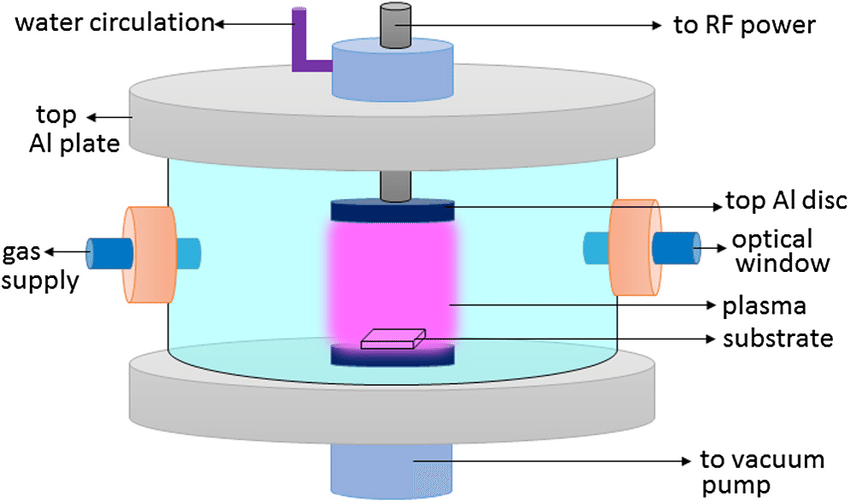 water circulation
to RF power
top
Al plate
top Al disc
gas
supply
optical
window
plasma
substrate
to vacuum
pump